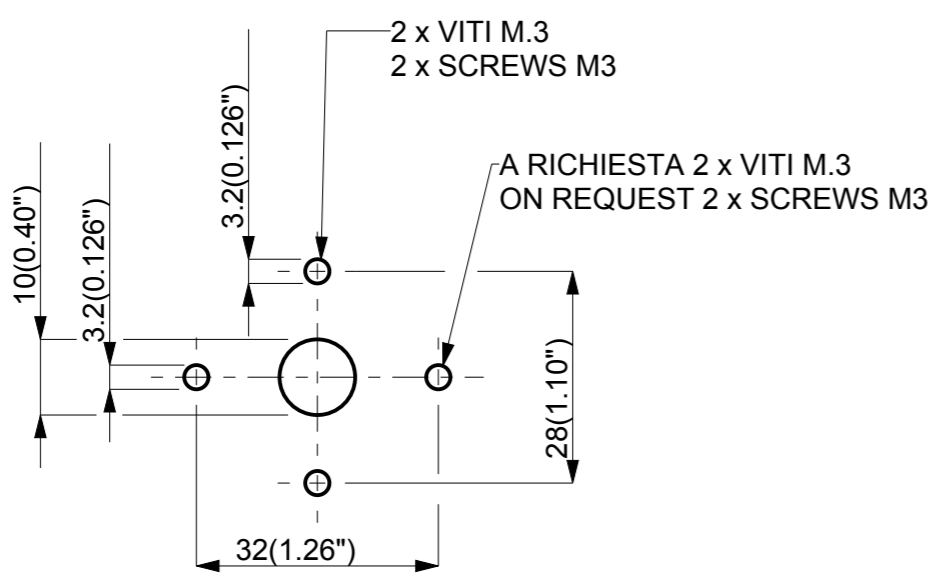 2 x VITI M.3
2 x SCREWS M3
A RICHIESTA 2 x VITI M.3
ON REQUEST 2 x SCREWS M3
3.2(0.126")
10(0.40")
3.2(0.126")
28(1.10")
32(1.26")